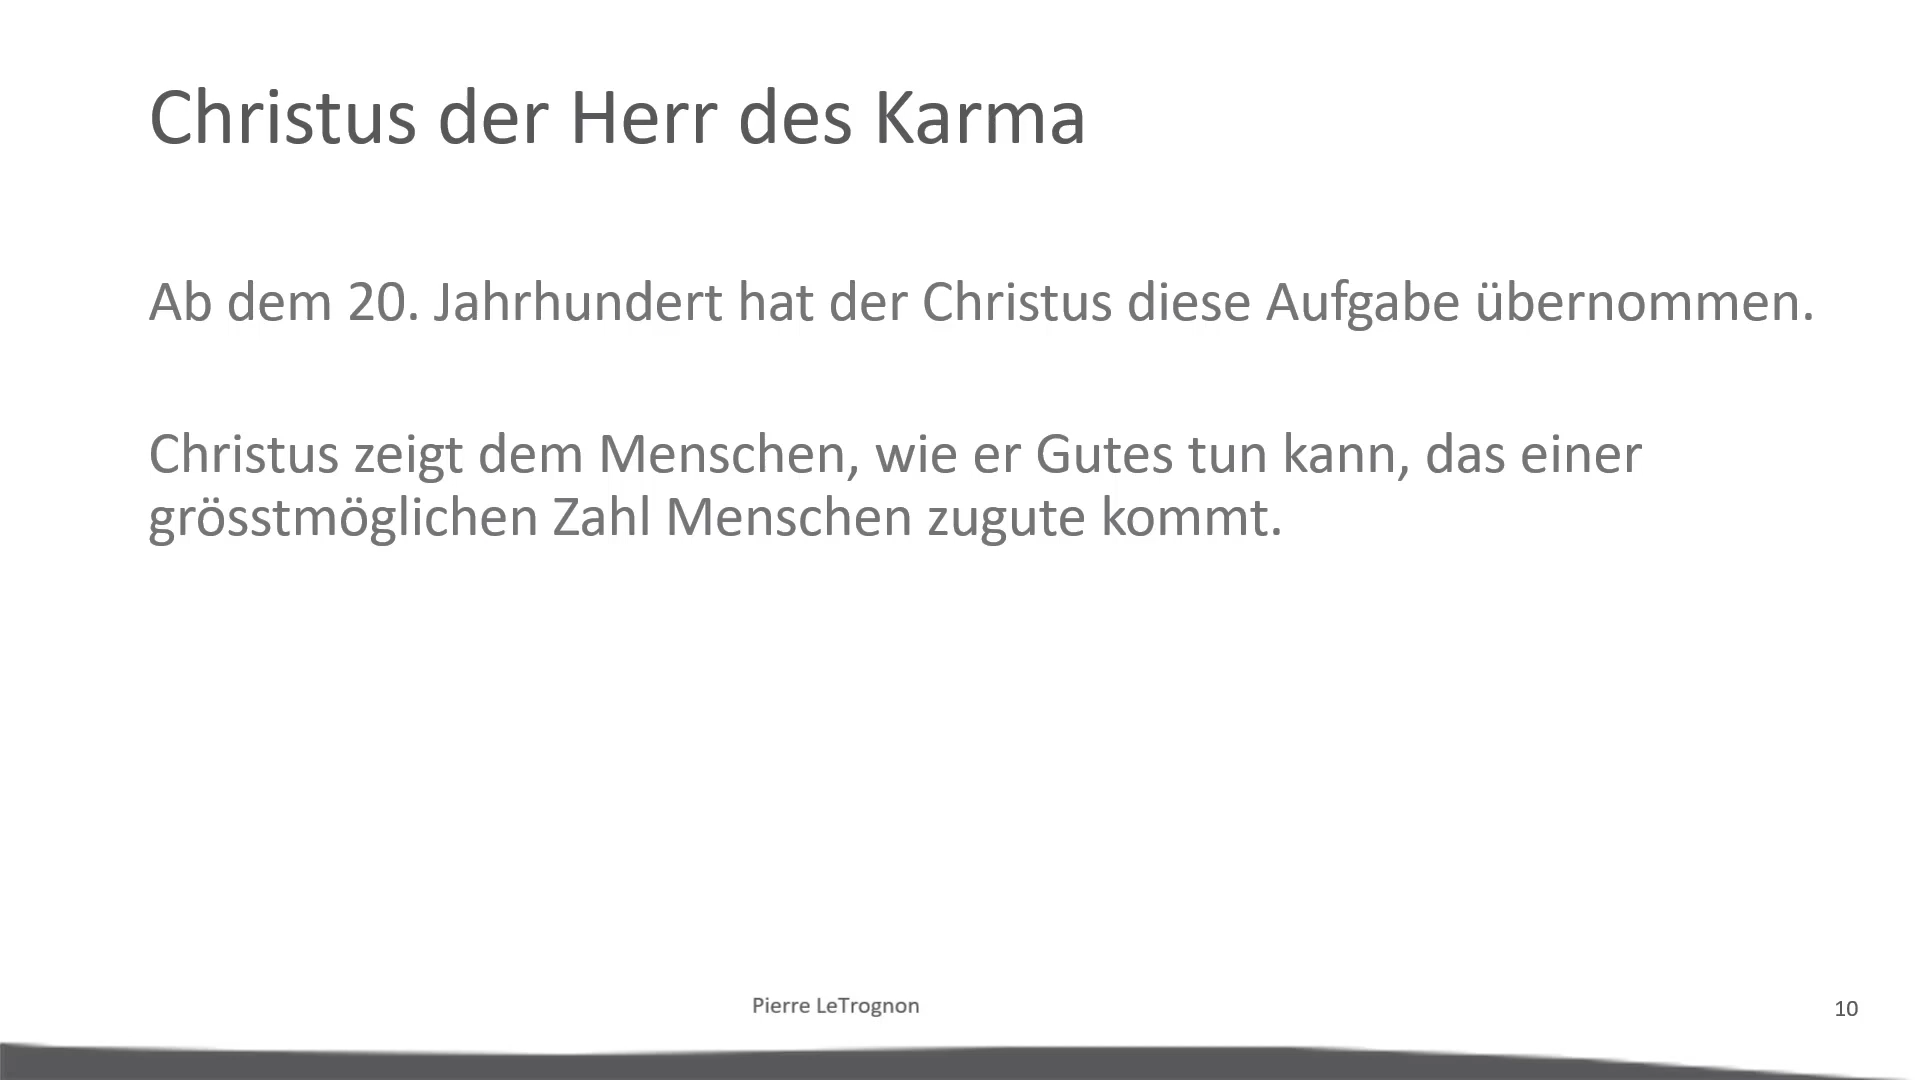 Christus der Herr des Karma
Ab dem 20. Jahrhundert hat der Christus diese Aufgabe übernommen.
Christus zeigt dem Menschen, wie er Gutes tun kann, das einer
grösstmöglichen Zahl Menschen zugute kommt.
Pierre LeTrognon
10